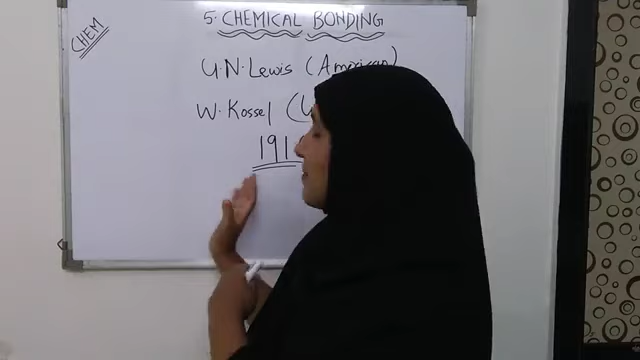 CHEM
5. CHEMICAL BONDING
G.N. Lewis (American)
W. Kossel (
191